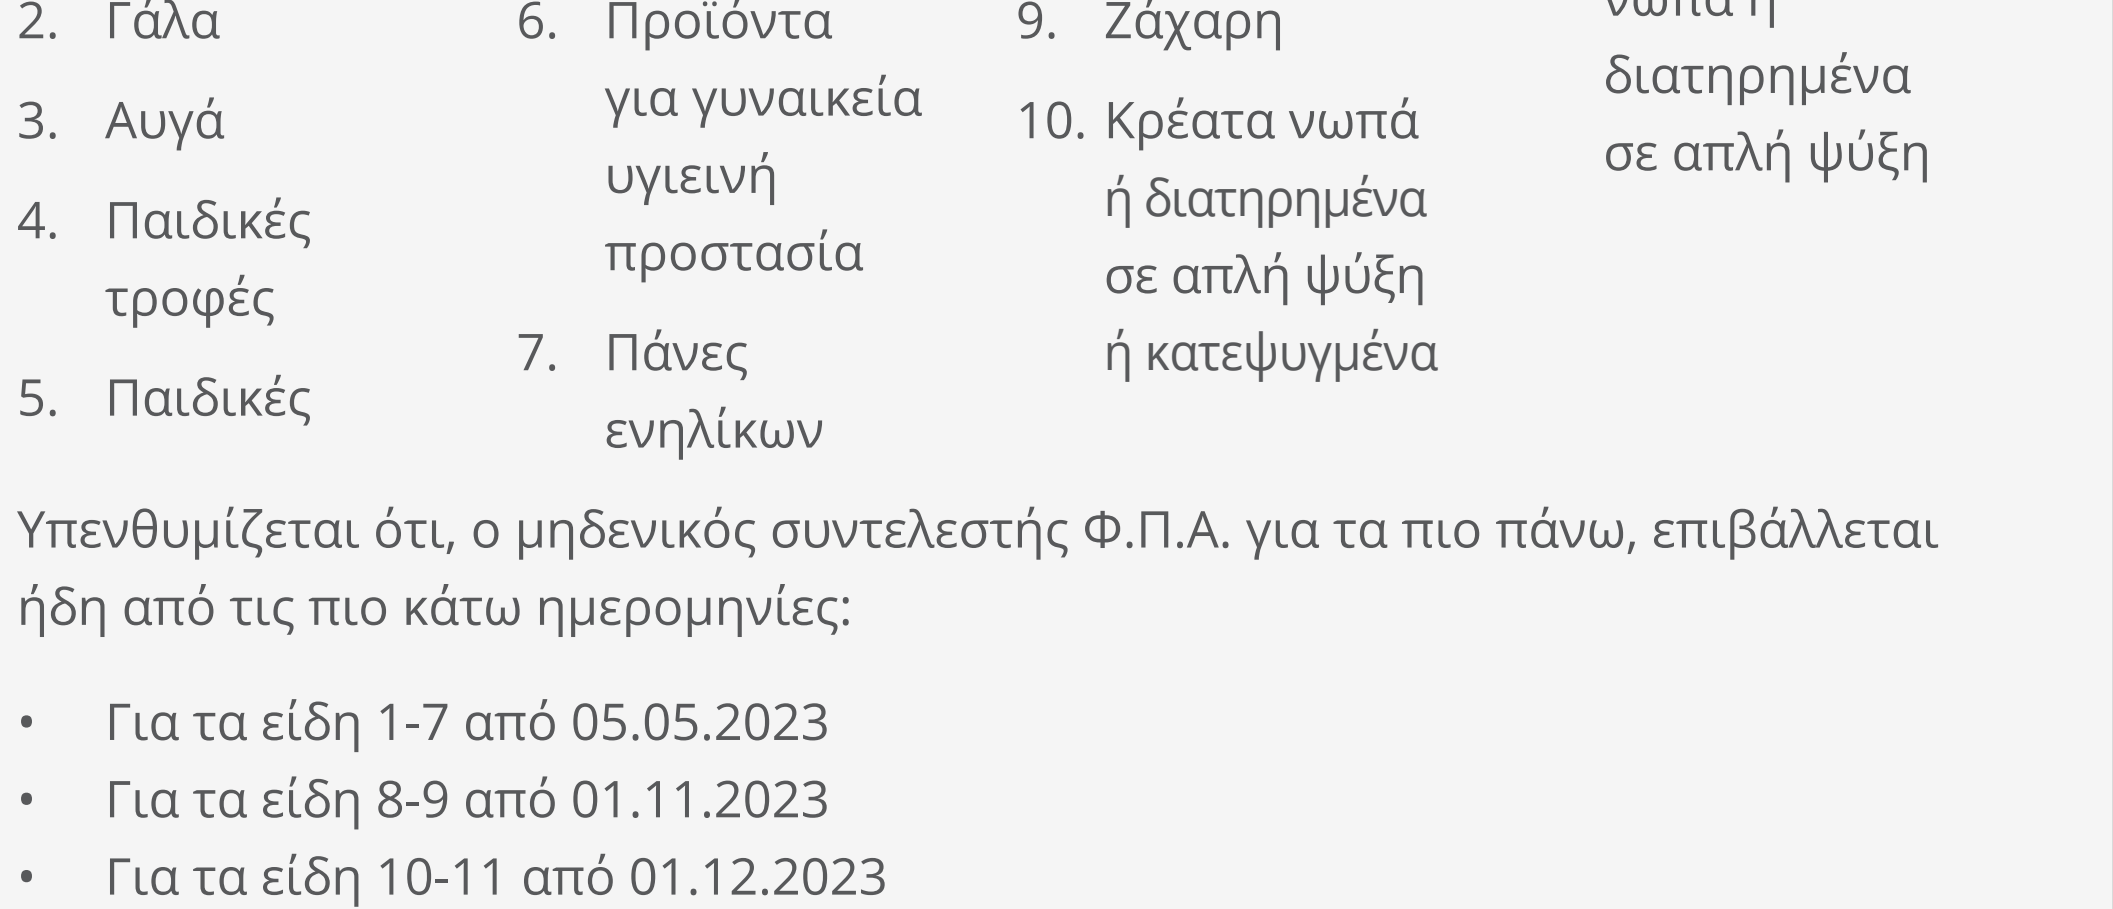 2. Γάλα
3. Αυγά
4. Παιδικές
τροφές
5. Παιδικές
6. Προϊόντα
για γυναικεία
υγιεινή
προστασία
7. Πάνες
ενηλίκων
9. Ζάχαρη
10. Κρέατα νωπά
ή διατηρημένα
σε απλή ψύξη
ή κατεψυγμένα
νωπά ή
διατηρημένα
σε απλή ψύξη
Υπενθυμίζεται ότι, ο μηδενικός συντελεστής Φ.Π.Α. για τα πιο πάνω, επιβάλλεται
ήδη από τις πιο κάτω ημερομηνίες:
• Για τα είδη 1-7 από 05.05.2023
• Για τα είδη 8-9 από 01.11.2023
• Για τα είδη 10-11 από 01.12.2023